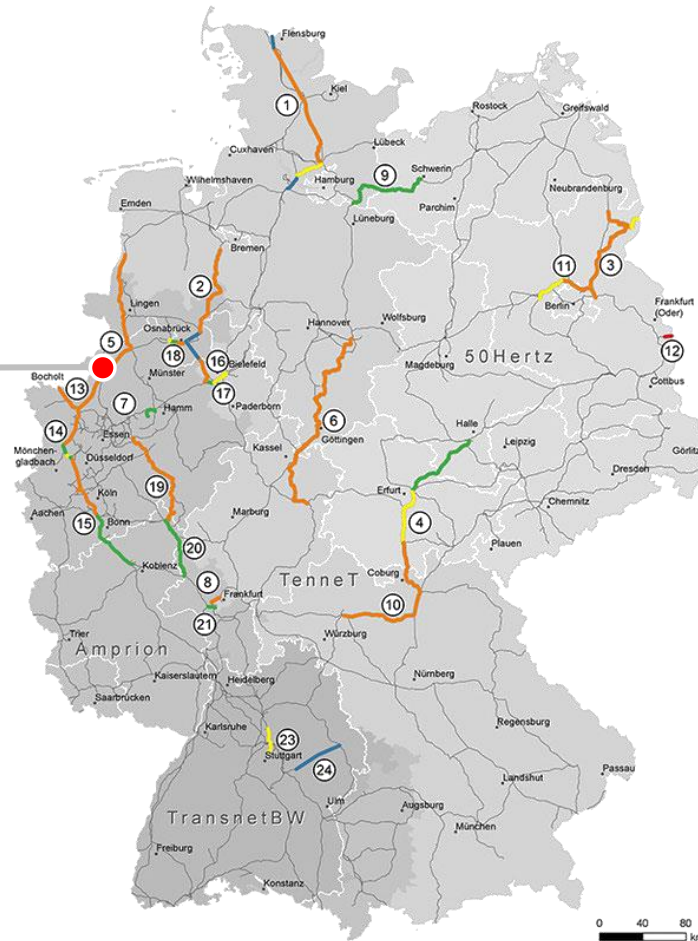 Flensburg
1
Kiel
Rostock
Greifswald
Cuxhaven
Lübeck
9
Schwerin
Wilhelmshaven
Hamburg
Neubrandenburg
Emden
Parchim
Lüneburg
Bremen
2
11
3
Lingen
Berlin
Frankfurt
(Oder)
Osnabrück
Hannover
Wolfsburg
5
18
16
Bielefeld
50Hertz
12
Magdeburg
Bocholt
13
Münster
17
Cottbus
7
Hamm
Paderborn
14
Essen
6
Göttingen
Halle
Mönchen-
gladbach
Düsseldorf
Kassel
Leipzig
Görlitz
19
Köln
Erfurt
Dresden
Aachen
15
Bonn
Marburg
4
Chemnitz
20
Plauen
Koblenz
8
TenneT
Coburg
Frankfurt
10
21
Trier
Amprion
Würzburg
Kaiserslautern
Heidelberg
Nürnberg
Saarbrücken
Karlsruhe
Regensburg
23
Stuttgart
24
Passau
Landshut
Ulm
Augsburg
TransnetBW
München
Freiburg
Konstanz
0 40 80